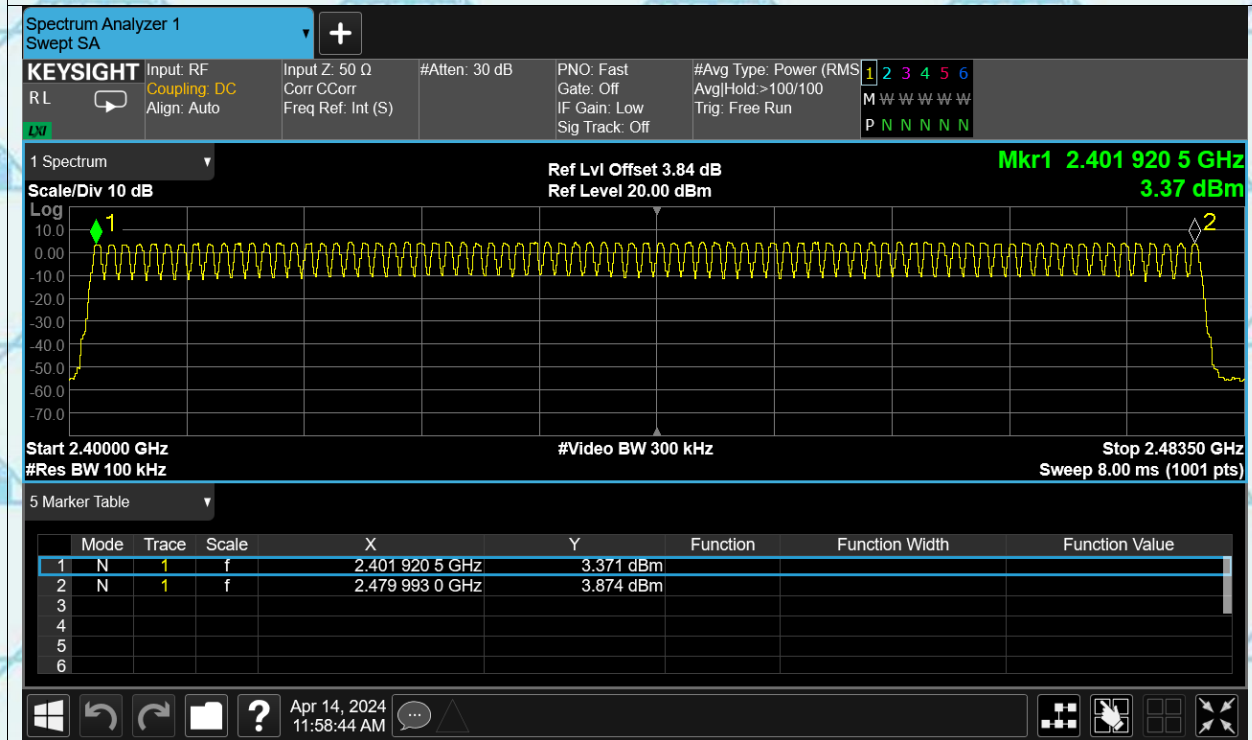 Spectrum Analyzer 1
Swept SA
+
KEYSIGHT
RL
LXI
Input: RF
Coupling: DC
Align: Auto
Input Z: 50 Ω
Corr CCorr
Freq Ref: Int (S)
#Atten: 30 dB
PNO: Fast
Gate: Off
IF Gain: Low
Sig Track: Off
#Avg Type: Power (RMS
Avg|Hold:>100/100
Trig: Free Run
1 2 3 4 5 6
M W W W W W
P N N N N N
1 Spectrum
Scale/Div 10 dB
Ref Lvl Offset 3.84 dB
Ref Level 20.00 dBm
Mkr1 2.401 920 5 GHz
3.37 dBm
Log
10.0
0.00
-10.0
-20.0
-30.0
-40.0
-50.0
-60.0
-70.0
1
2
Start 2.40000 GHz
#Res BW 100 kHz
#Video BW 300 kHz
Stop 2.48350 GHz
Sweep 8.00 ms (1001 pts)
5 Marker Table
Mode Trace Scale X Y Function Function Width Function Value
1 N 1 f 2.401 920 5 GHz 3.371 dBm
2 N 1 f 2.479 993 0 GHz 3.874 dBm
3
4
5
6
?
Apr 14, 2024
11:58:44 AM